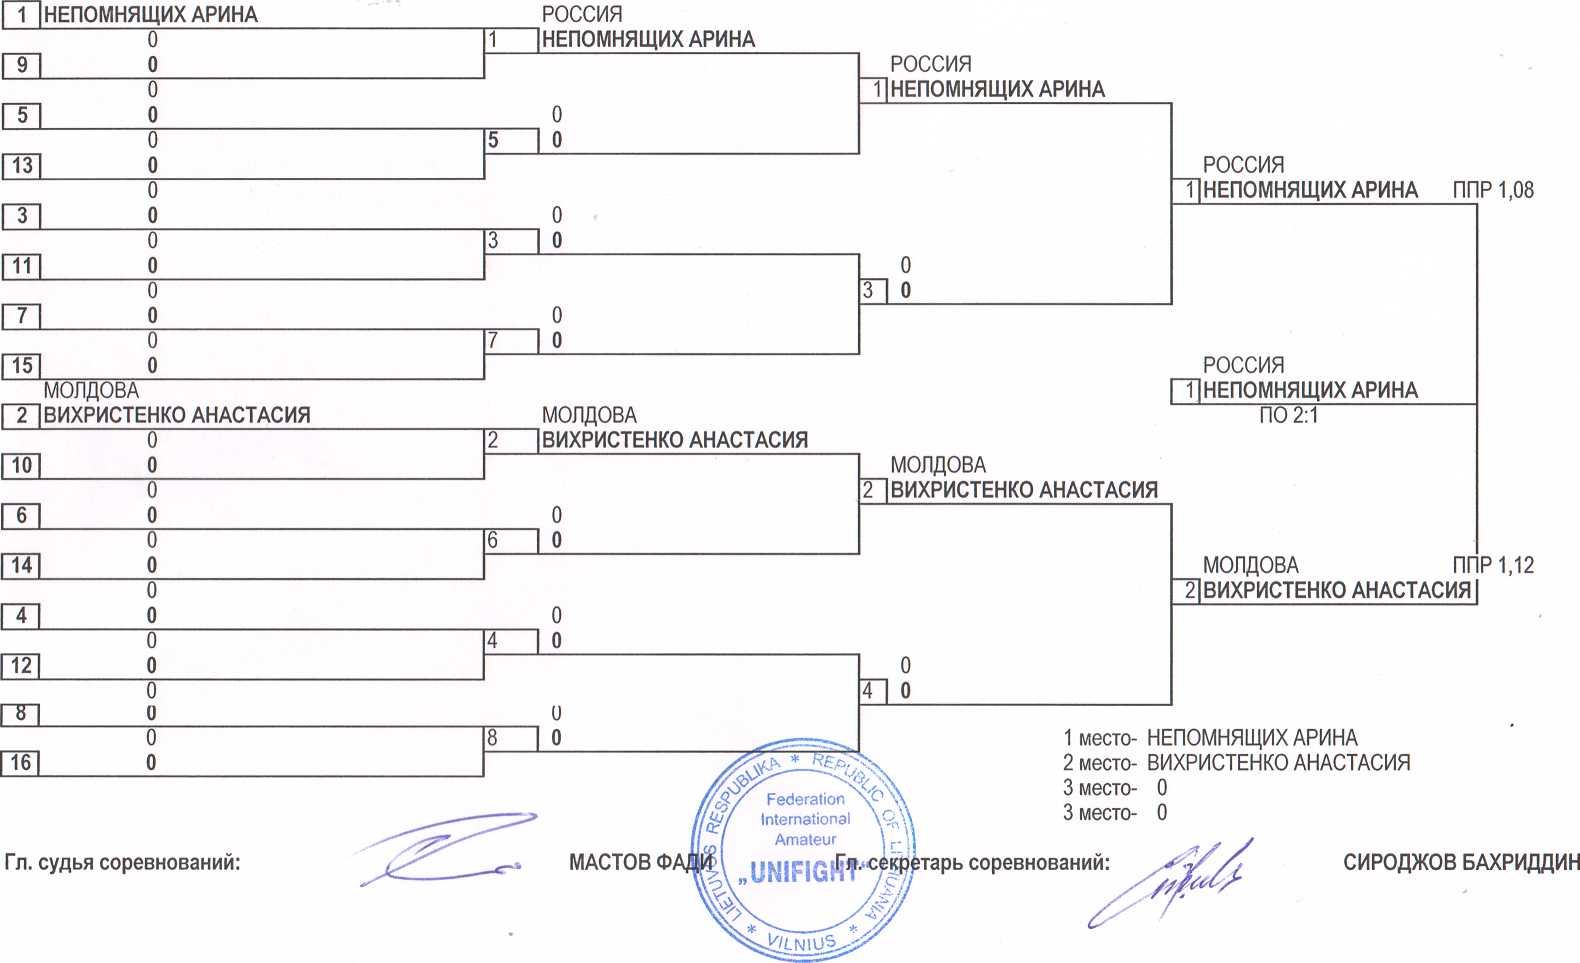 1 НЕПОМНЯЩИХ АРИНА РОССИЯ
0 1 НЕПОМНЯЩИХ АРИНА
9 0 РОССИЯ
0 1 НЕПОМНЯЩИХ АРИНА
5 0 0
0 5 0
13 0 РОССИЯ
0 1 НЕПОМНЯЩИХ АРИНА ППР 1,08
3 0 0
0 3 0
11 0 0
0 3 0
7 0 0
0 7 0
15 0 РОССИЯ
МОЛДОВА 1 НЕПОМНЯЩИХ АРИНА
2 ВИХРИСТЕНКО АНАСТАСИЯ МОЛДОВА ПО 2:1
0 2 ВИХРИСТЕНКО АНАСТАСИЯ
10 0 МОЛДОВА
0 2 ВИХРИСТЕНКО АНАСТАСИЯ
6 0 0
0 6 0
14 0 МОЛДОВА ППР 1,12
0 2 ВИХРИСТЕНКО АНАСТАСИЯ
4 0 0
0 4 0
12 0 0
0 4 0
8 0 0
0 8 0 1 место- НЕПОМНЯЩИХ АРИНА
16 0 2 место- ВИХРИСТЕНКО АНАСТАСИЯ
3 место- 0
3 место- 0
LIETUVOS RESPUBLIKA * REPUBLIC OF LITHUANIA * VILNIUS *
Federation
International
Amateur
„UNIFIGHT“
Гл. судья соревнований: МАСТОВ ФАДИ Гл. секретарь соревнований: СИРОДЖОВ БАХРИДДИН